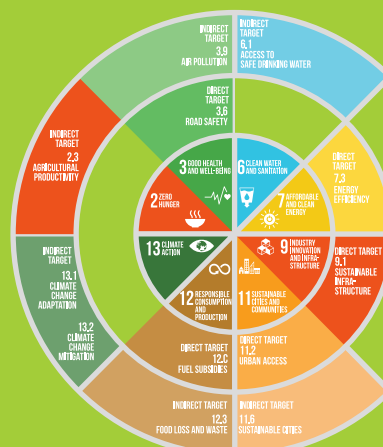 INDIRECT
TARGET
3,9
AIR POLLUTION
INDIRECT
TARGET
6,1
ACCESS TO
SAFE DRINKING WATER
DIRECT
TARGET
3,6
ROAD SAFETY
INDIRECT
TARGET
2,3
AGRICULTURAL
PRODUCTIVITY
DIRECT
TARGET
7,3
ENERGY
EFFICIENCY
3 GOOD HEALTH
AND WELL-BEING
6 CLEAN WATER
AND SANITATION
2 ZERO
HUNGER
7 AFFORDABLE
AND CLEAN
ENERGY
13 CLIMATE
ACTION
9 INDUSTRY
INNOVATION
AND INFRA-
STRUCTURE
12 RESPONSIBLE
CONSUMPTION
AND
PRODUCTION
11 SUSTAINABLE
CITIES AND
COMMUNITIES
INDIRECT
TARGET
13,1
CLIMATE
CHANGE
ADAPTATION
13,2
CLIMATE
CHANGE
MITIGATION
DIRECT TARGET
9,1
SUSTAINABLE
INFRA-
STRUCTURE
DIRECT TARGET
12,C
FUEL SUBSIDIES
DIRECT TARGET
11,2
URBAN ACCESS
INDIRECT TARGET
12,3
FOOD LOSS AND WASTE
INDIRECT TARGET
11,6
SUSTAINABLE CITIES